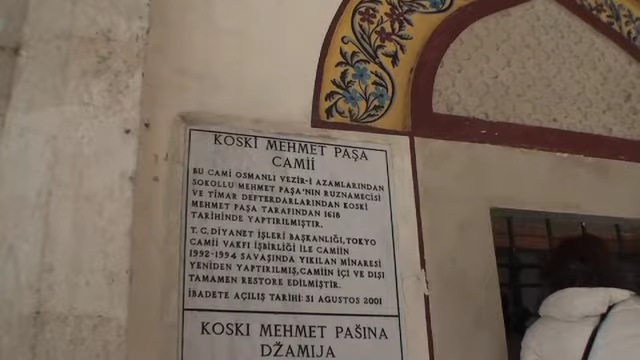 KOSKİ MEHMET PAŞA
CAMİİ
BU CAMİ OSMANLI VEZİR-İ AZAMLARINDAN
SOKOLLU MEHMET PAŞA'NIN RUZNAMECİSİ
VE TİMAR DEFTERDARLARINDAN KOSKİ
MEHMET PAŞA TARAFINDAN 1618
TARİHİNDE YAPTIRILMIŞTIR.
T.C.DİYANET İŞLERİ BAŞKANLIĞI,TOKYO
CAMİİ VAKFI İŞBİRLİĞİ İLE CAMİİN
1992-1994 SAVAŞINDA YIKILAN MİNARESİ
YENİDEN YAPTIRILMIŞ,CAMİİN İÇİ VE DIŞI
TAMAMEN RESTORE EDİLMİŞTİR.
İBADETE AÇILIŞ TARİHİ: 31 AGUSTOS 2001
KOSKI MEHMET PAŠINA
DŽAMIJA